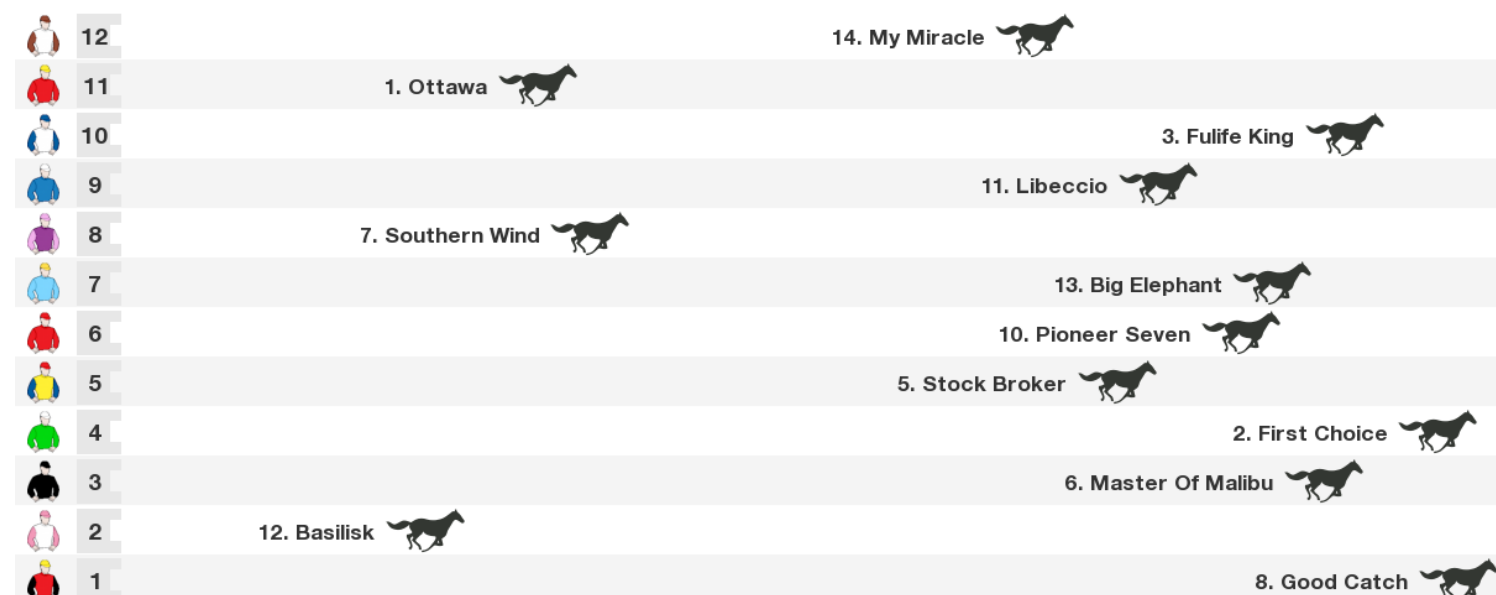 12 14. My Miracle
11 1. Ottawa
10 3. Fulife King
9 11. Libeccio
8 7. Southern Wind
7 13. Big Elephant
6 10. Pioneer Seven
5 5. Stock Broker
4 2. First Choice
3 6. Master Of Malibu
2 12. Basilisk
1 8. Good Catch